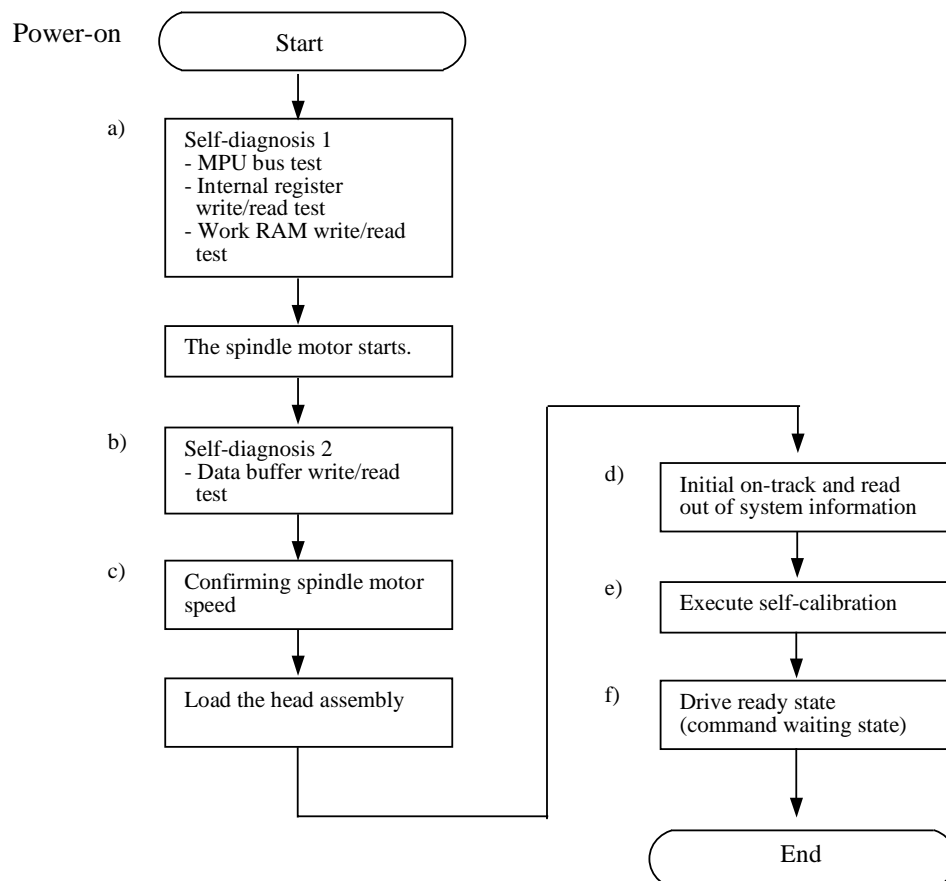 Power-on
Start
a)
Self-diagnosis 1
- MPU bus test
- Internal register
write/read test
- Work RAM write/read
test
The spindle motor starts.
b)
Self-diagnosis 2
- Data buffer write/read
test
c)
Confirming spindle motor
speed
Load the head assembly
d)
Initial on-track and read
out of system information
e)
Execute self-calibration
f)
Drive ready state
(command waiting state)
End